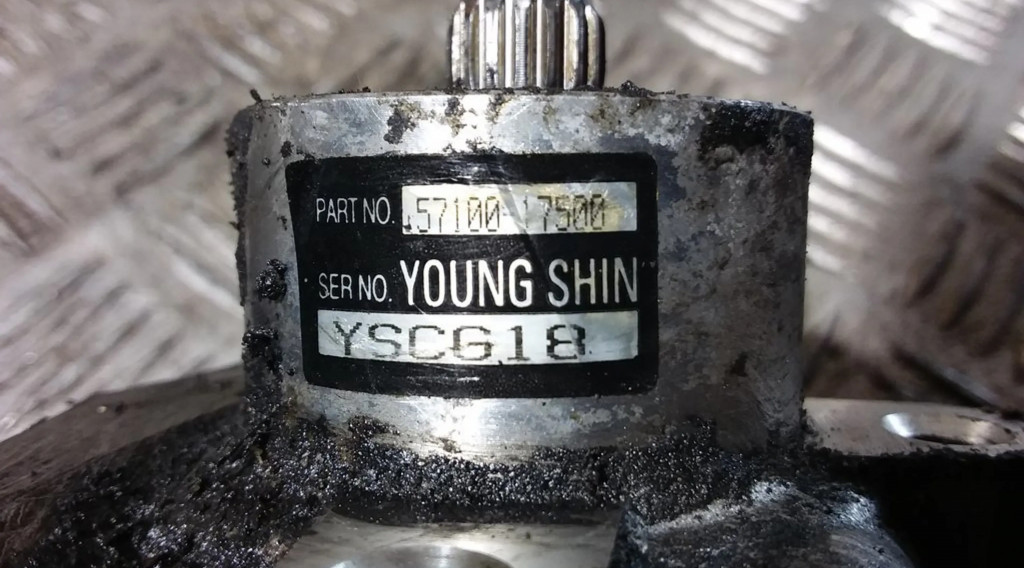 PART NO. 57100-17500
SER NO. YOUNG SHIN
YSCG18